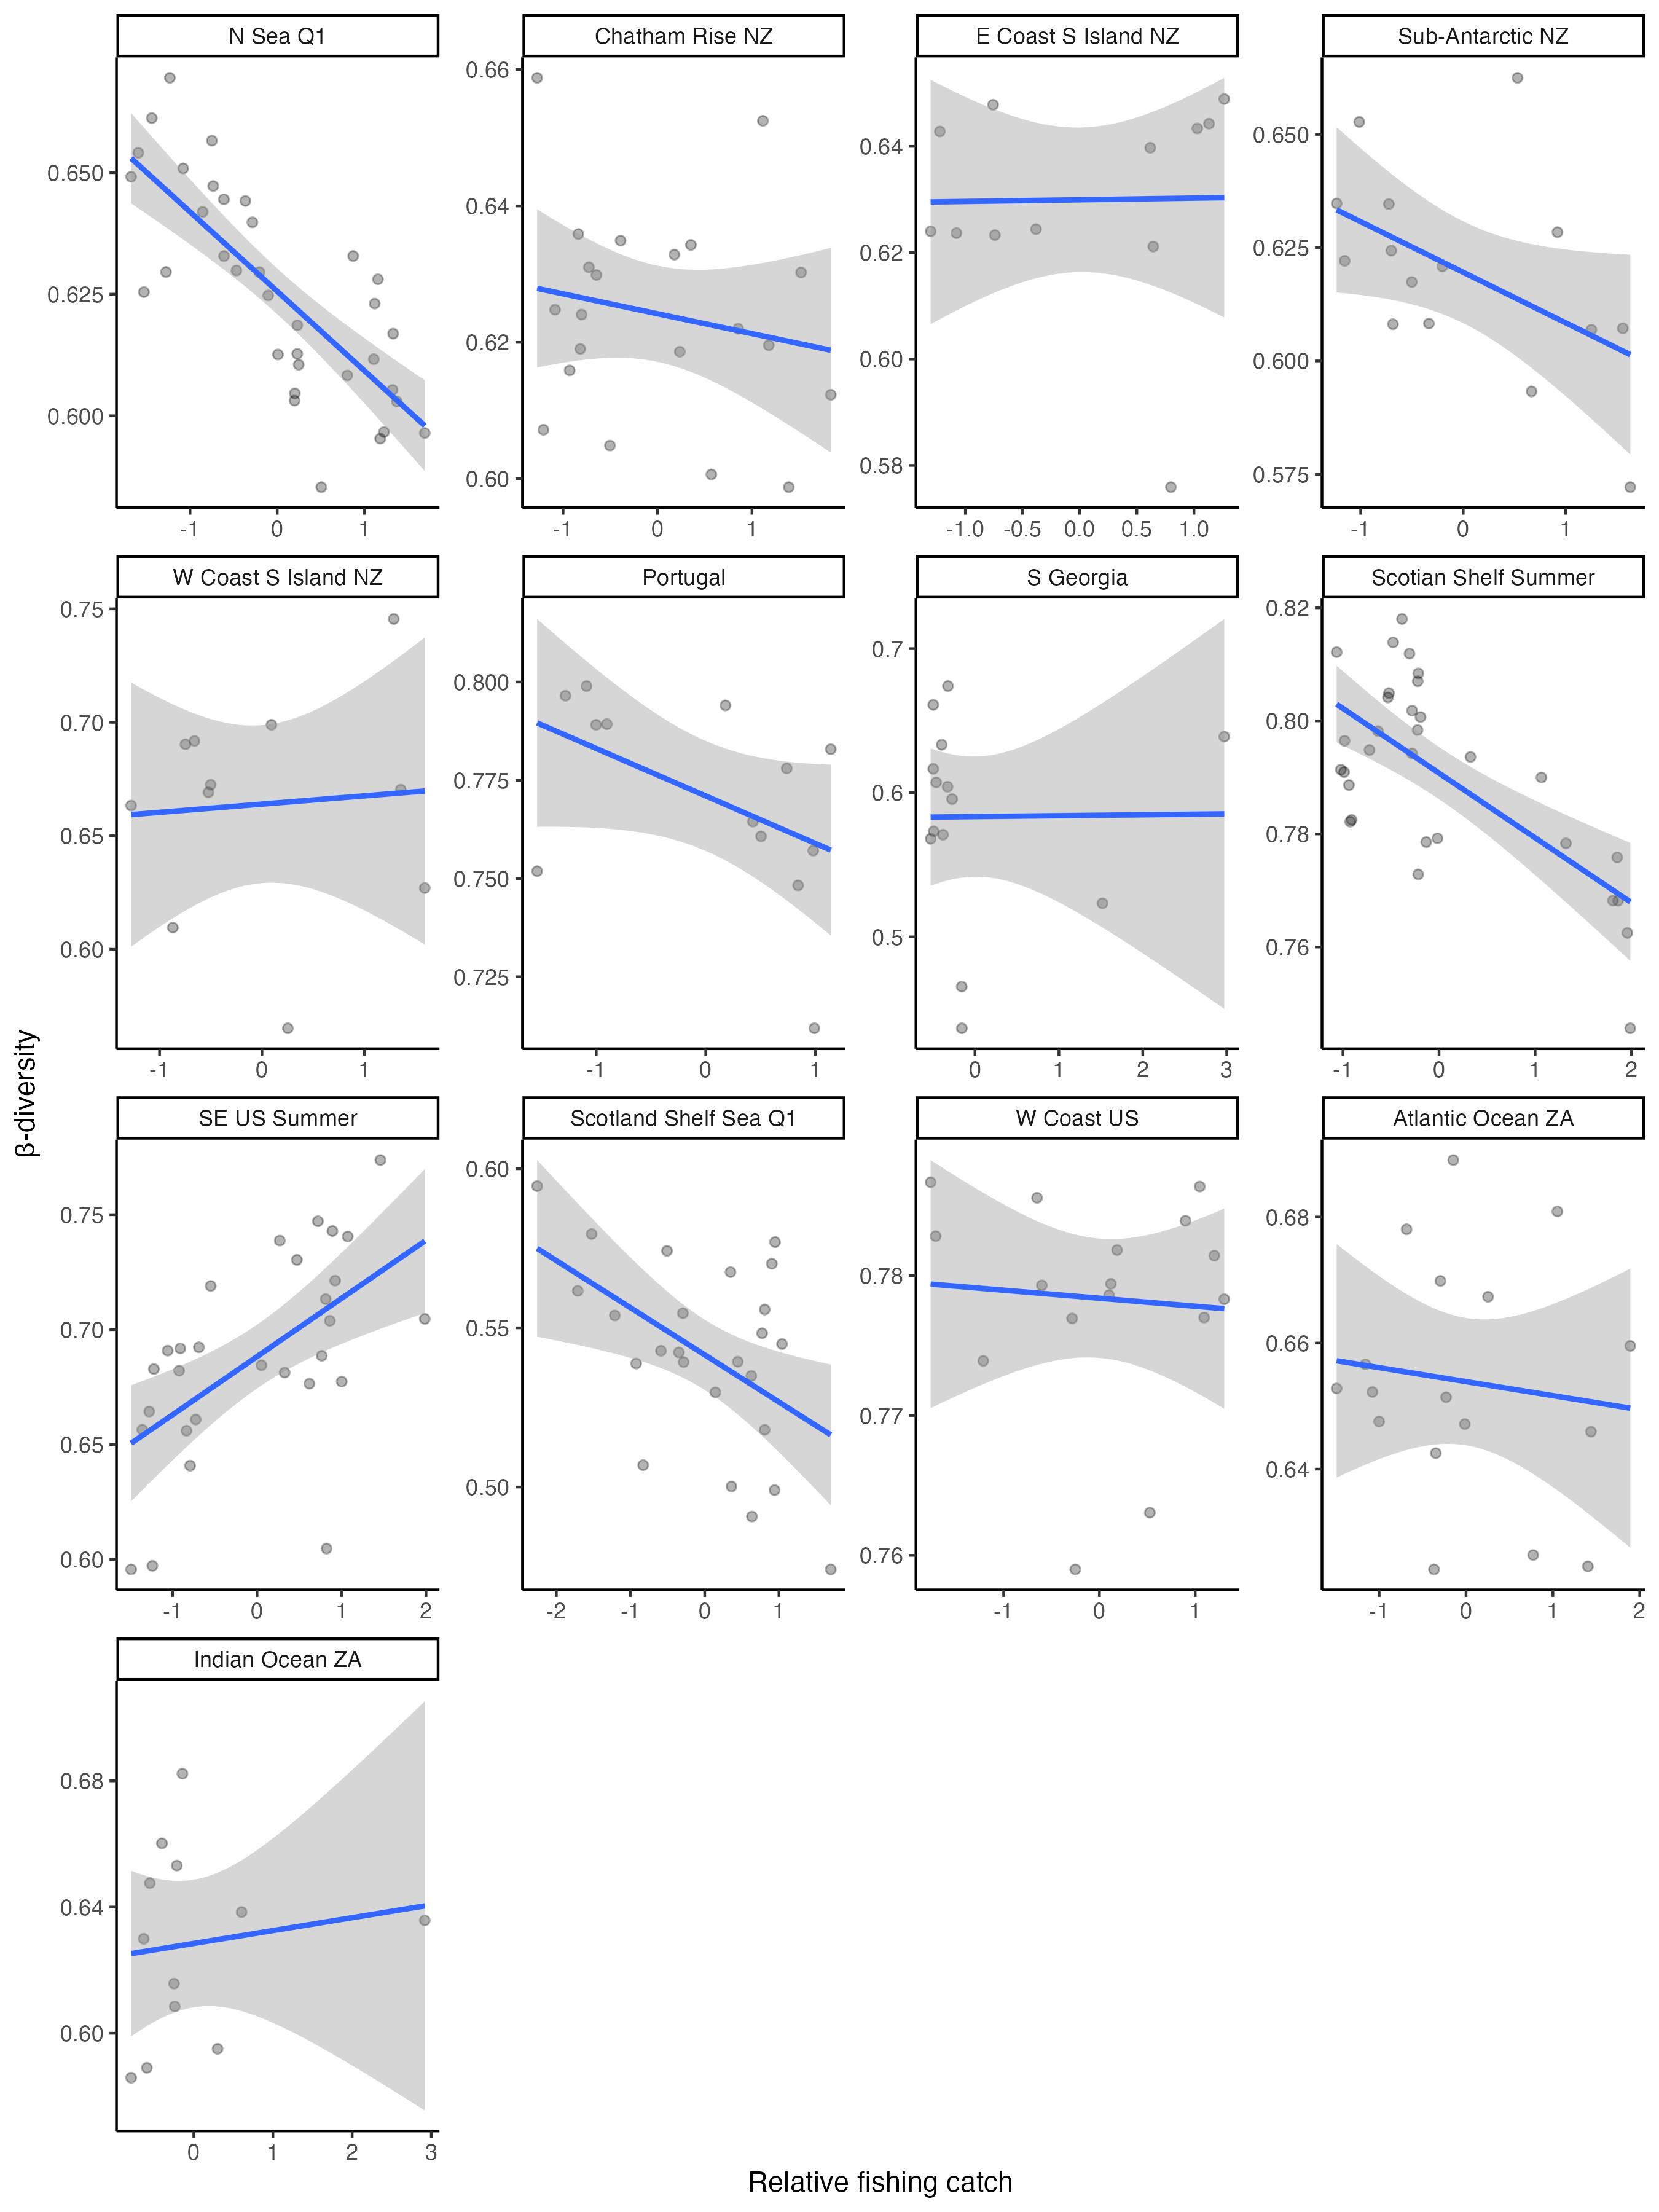 N Sea Q1
Chatham Rise NZ
E Coast S Island NZ
Sub-Antarctic NZ
0.650
0.625
0.600
-1 0 1
0.66
0.64
0.62
0.60
-1 0 1
0.64
0.62
0.60
0.58
-1.0 -0.5 0.0 0.5 1.0
0.650
0.625
0.600
0.575
-1 0 1
W Coast S Island NZ
Portugal
S Georgia
Scotian Shelf Summer
0.75
0.70
0.65
0.60
-1 0 1
0.800
0.775
0.750
0.725
-1 0 1
0.7
0.6
0.5
0 1 2 3
0.82
0.80
0.78
0.76
-1 0 1 2
β-diversity
SE US Summer
Scotland Shelf Sea Q1
W Coast US
Atlantic Ocean ZA
0.75
0.70
0.65
0.60
-1 0 1 2
0.60
0.55
0.50
-2 -1 0 1
0.78
0.77
0.76
-1 0 1
0.68
0.66
0.64
-1 0 1 2
Indian Ocean ZA
0.68
0.64
0.60
0 1 2 3
Relative fishing catch